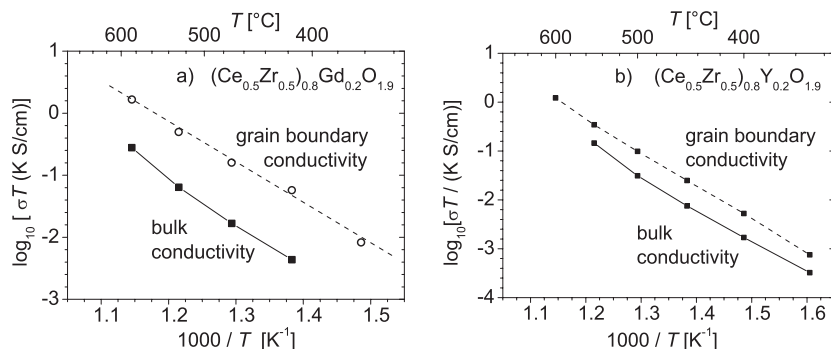 T [°C]
600 500 400
a) (Ce0.5Zr0.5)0.8Gd0.2O1.9
grain boundary
conductivity
bulk
conductivity
log10[ σT (K S/cm)]
1
0
-1
-2
-3
1.1 1.2 1.3 1.4 1.5
1000 / T [K-1]
T [°C]
600 500 400
b) (Ce0.5Zr0.5)0.8Y0.2O1.9
grain boundary
conductivity
bulk
conductivity
log10[σT / (K S/cm)]
1
0
-1
-2
-3
-4
1.1 1.2 1.3 1.4 1.5 1.6
1000 / T [K-1]